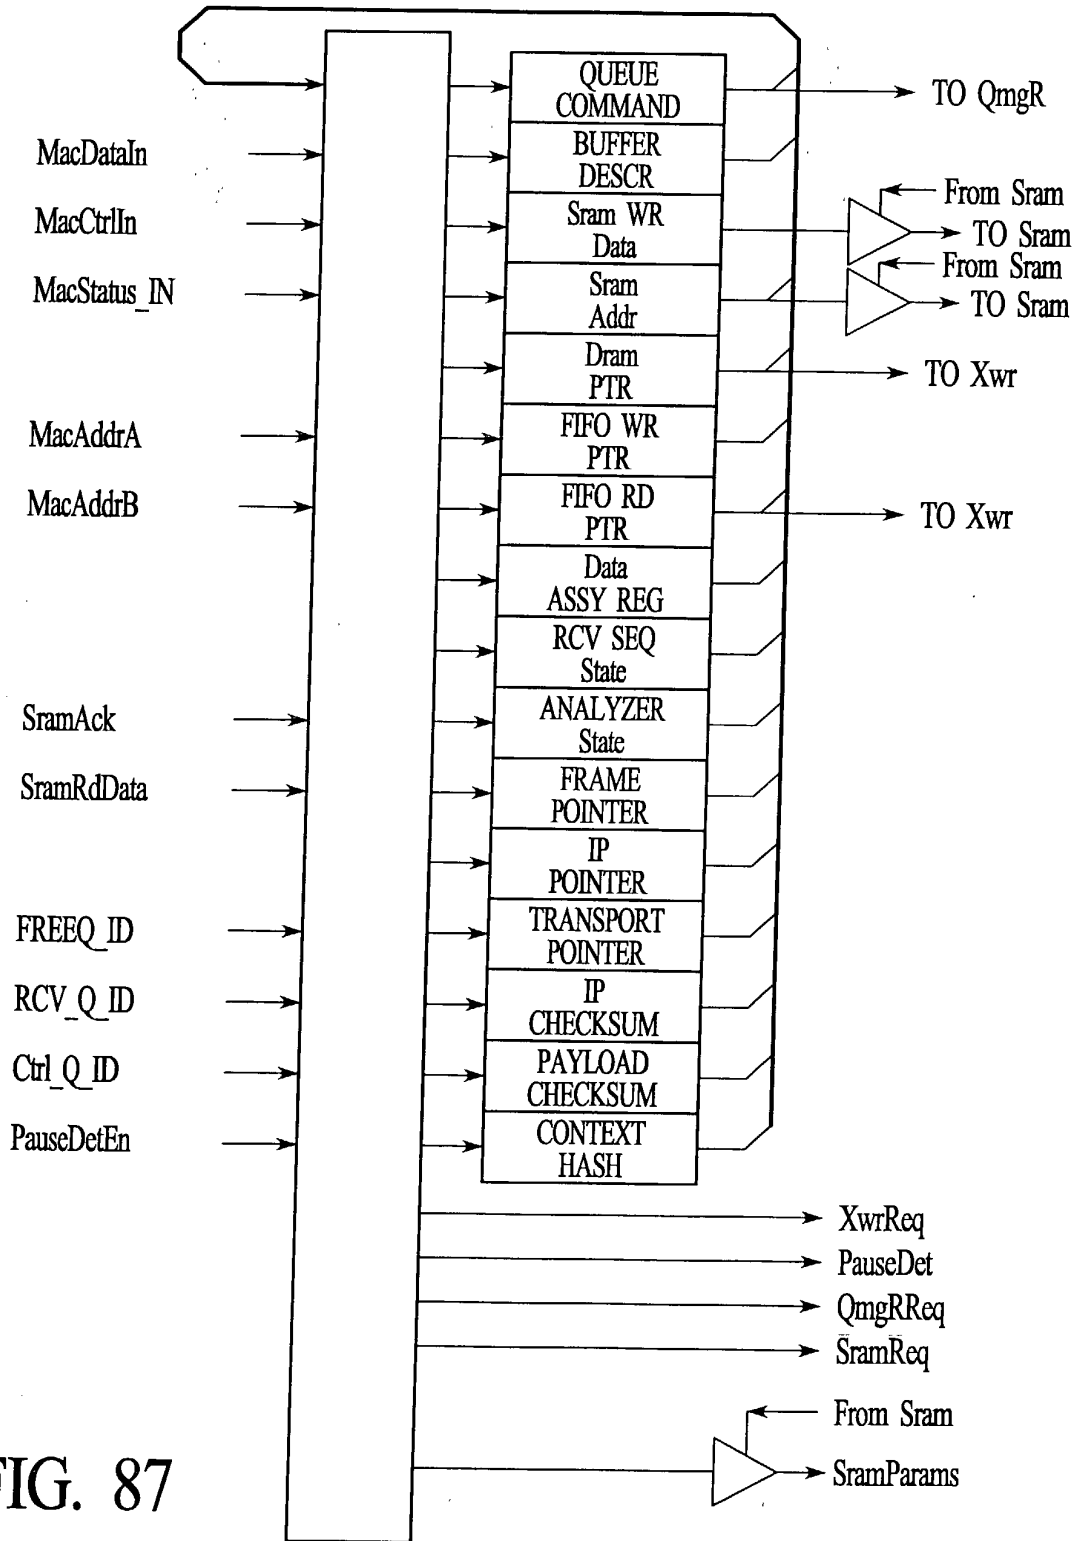 MacDataIn
MacCtrlIn
MacStatus_IN
MacAddrA
MacAddrB
SramAck
SramRdData
FREEQ_ID
RCV_Q_ID
Ctrl_Q_ID
PauseDetEn
QUEUE
COMMAND
BUFFER
DESCR
Sram WR
Data
Sram
Addr
Dram
PTR
FIFO WR
PTR
FIFO RD
PTR
Data
ASSY REG
RCV SEQ
State
ANALYZER
State
FRAME
POINTER
IP
POINTER
TRANSPORT
POINTER
IP
CHECKSUM
PAYLOAD
CHECKSUM
CONTEXT
HASH
TO QmgR
From Sram
TO Sram
From Sram
TO Sram
TO Xwr
TO Xwr
XwrReq
PauseDet
QmgRReq
SramReq
From Sram
SramParams
FIG. 87